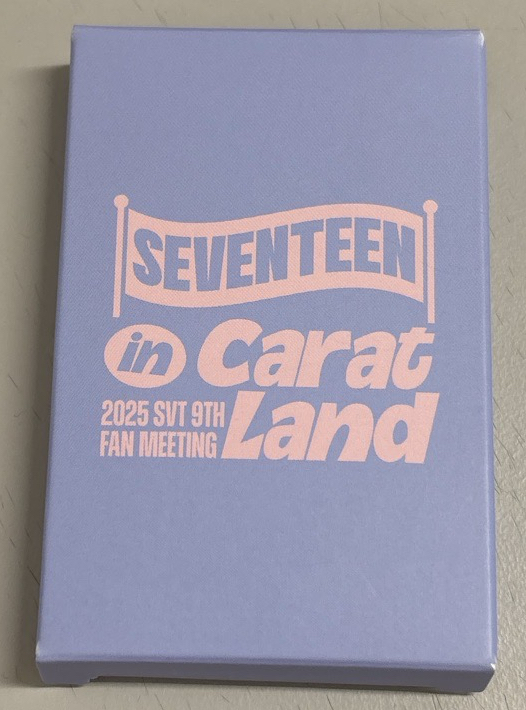 SEVENTEEN
in Carat
2025 SVT 9TH
FAN MEETING
Land